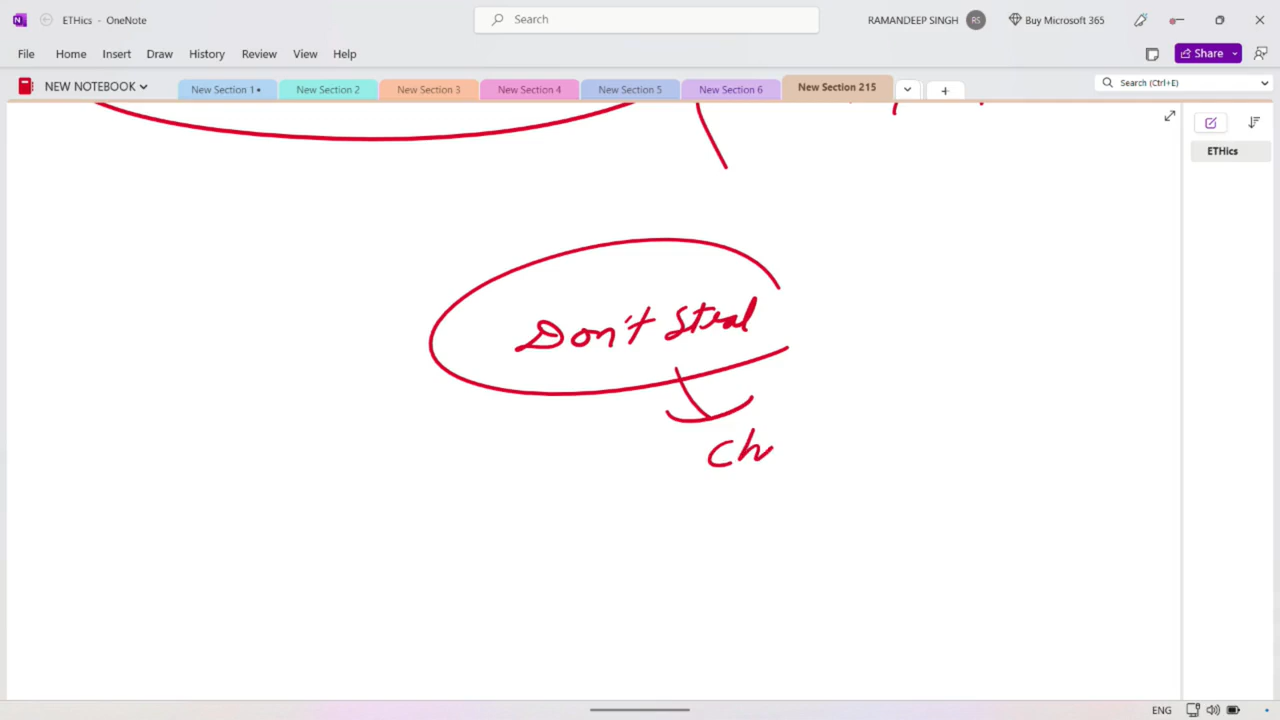 ETHics - OneNote
Search
RAMANDEEP SINGH RS Buy Microsoft 365
File Home Insert Draw History Review View Help
Share
NEW NOTEBOOK New Section 1 New Section 2 New Section 3 New Section 4 New Section 5 New Section 6 New Section 215
Search (Ctrl+E)
ETHics
Don't Steal
Ch
ENG